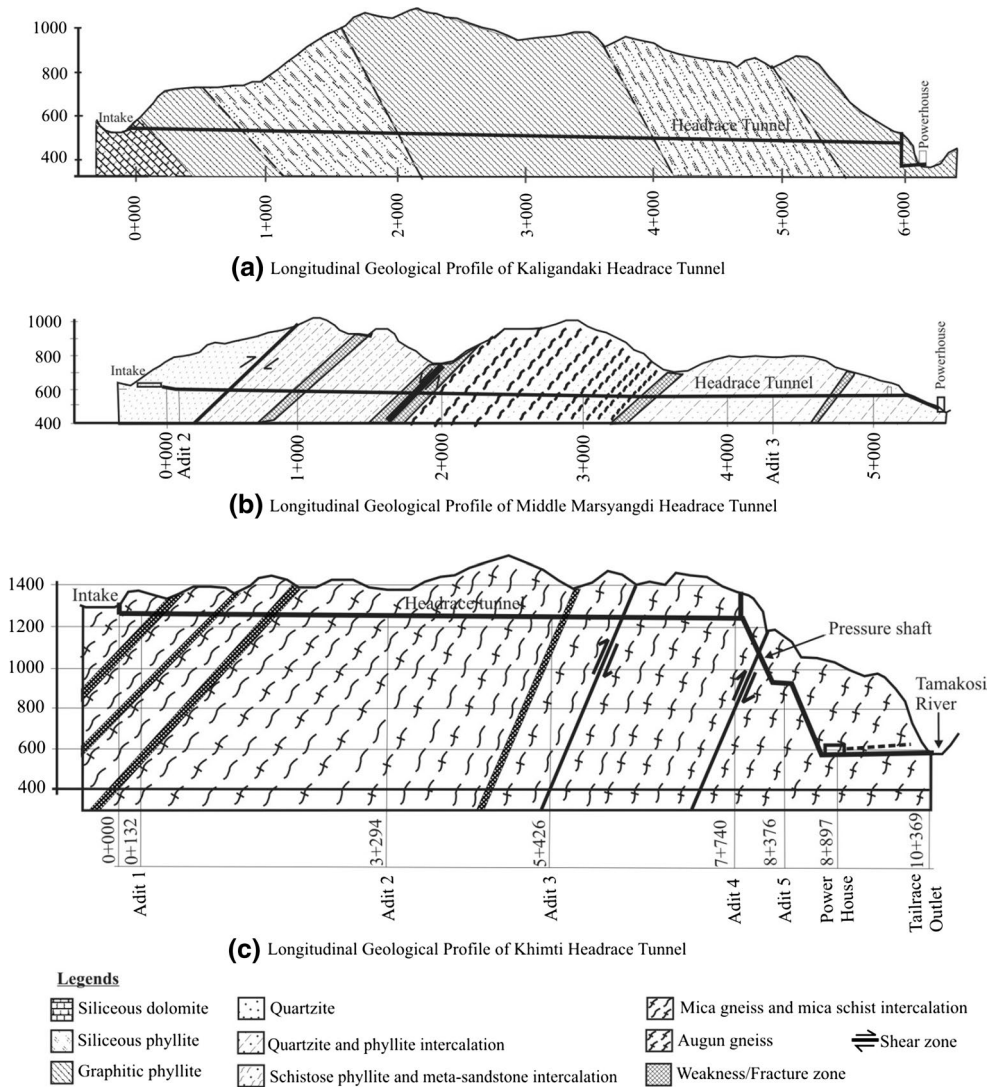 1000
800
600
400
Intake
Headrace Tunnel
Powerhouse
0+000
1+000
2+000
3+000
4+000
5+000
6+000
(a) Longitudinal Geological Profile of Kaligandaki Headrace Tunnel
1000
800
600
400
Intake
Headrace Tunnel
Powerhouse
0+000
Adit 2
1+000
2+000
3+000
4+000
Adit 3
5+000
(b) Longitudinal Geological Profile of Middle Marsyangdi Headrace Tunnel
1400
1200
1000
800
600
400
Intake
Headrace tunnel
Pressure shaft
Tamakosi
River
0+000
0+132
3+294
5+426
7+740
8+376
8+897
10+369
Adit 1
Adit 2
Adit 3
Adit 4
Adit 5
Power
House
Tailrace
Outlet
(c) Longitudinal Geological Profile of Khimti Headrace Tunnel
Legends
Siliceous dolomite
Siliceous phyllite
Graphitic phyllite
Quartzite
Quartzite and phyllite intercalation
Schistose phyllite and meta-sandstone intercalation
Mica gneiss and mica schist intercalation
Augun gneiss
Shear zone
Weakness/Fracture zone